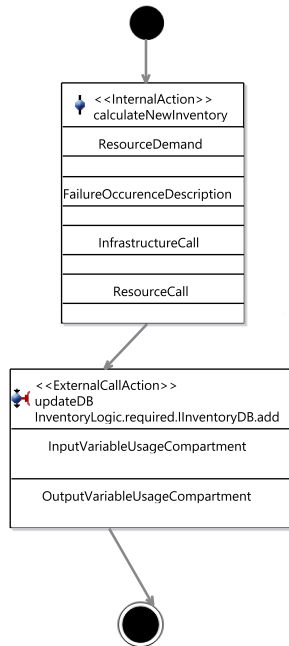 <<InternalAction>>
calculateNewInventory
ResourceDemand
FailureOccurenceDescription
InfrastructureCall
ResourceCall
<<ExternalCallAction>>
updateDB
InventoryLogic.required.IInventoryDB.add
InputVariableUsageCompartment
OutputVariableUsageCompartment